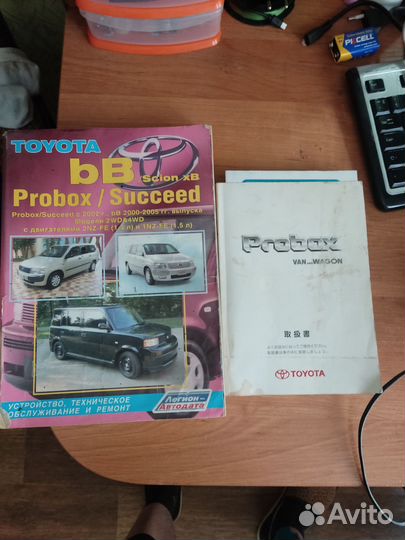 TOYOTA
bB /Scion xB
Probox / Succeed
Probox/Succeed с 2002 г., bB 2000-2005 гг. выпуска
Модели 2WD&4WD
с двигателями 2NZ-FE (1,3 л) и 1NZ-FE (1,5 л)
УСТРОЙСТВО, ТЕХНИЧЕСКОЕ
ОБСЛУЖИВАНИЕ И РЕМОНТ
Легион-
Автодата
Probox
VAN WAGON
取扱書
TOYOTA
PKCELL
Avito